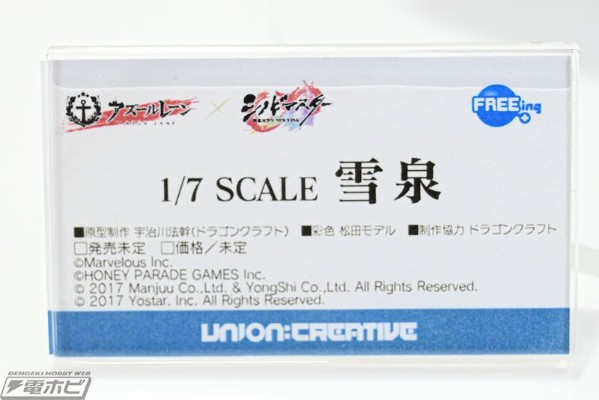 アズールレーン × シノビマスター FREEing
1/7 SCALE 雪泉
■原型制作 宇治川法幹(ドラゴンクラフト) ■彩色 松田モデル ■制作協力 ドラゴンクラフト
□発売未定 □価格/未定
©Marvelous Inc.
©HONEY PARADE GAMES Inc.
© 2017 Manjuu Co.,Ltd. & YongShi Co.,Ltd. All Rights Reserved.
© 2017 Yostar, Inc. All Rights Reserved.
UNION:CREATIVE
DENGEKI HOBBY WEB
電ホビ